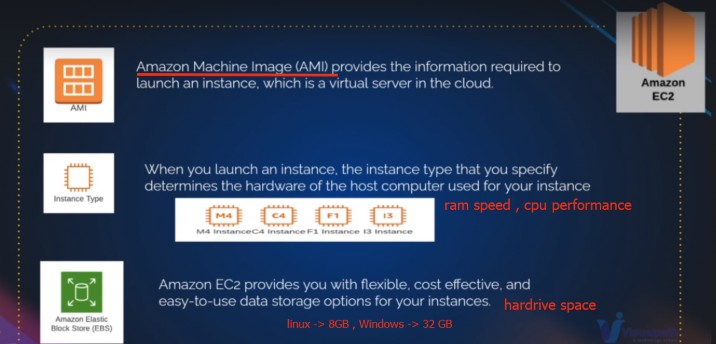 Amazon Machine Image (AMI) provides the information required to
launch an instance, which is a virtual server in the cloud.
AMI
Amazon
EC2
When you launch an instance, the instance type that you specify
determines the hardware of the host computer used for your instance
Instance Type
M4 C4 F1 I3
M4 Instance C4 Instance F1 Instance I3 Instance
ram speed , cpu performance
Amazon EC2 provides you with flexible, cost effective, and
easy-to-use data storage options for your instances.
hardrive space
Amazon Elastic
Block Store (EBS)
linux -> 8GB , Windows -> 32 GB